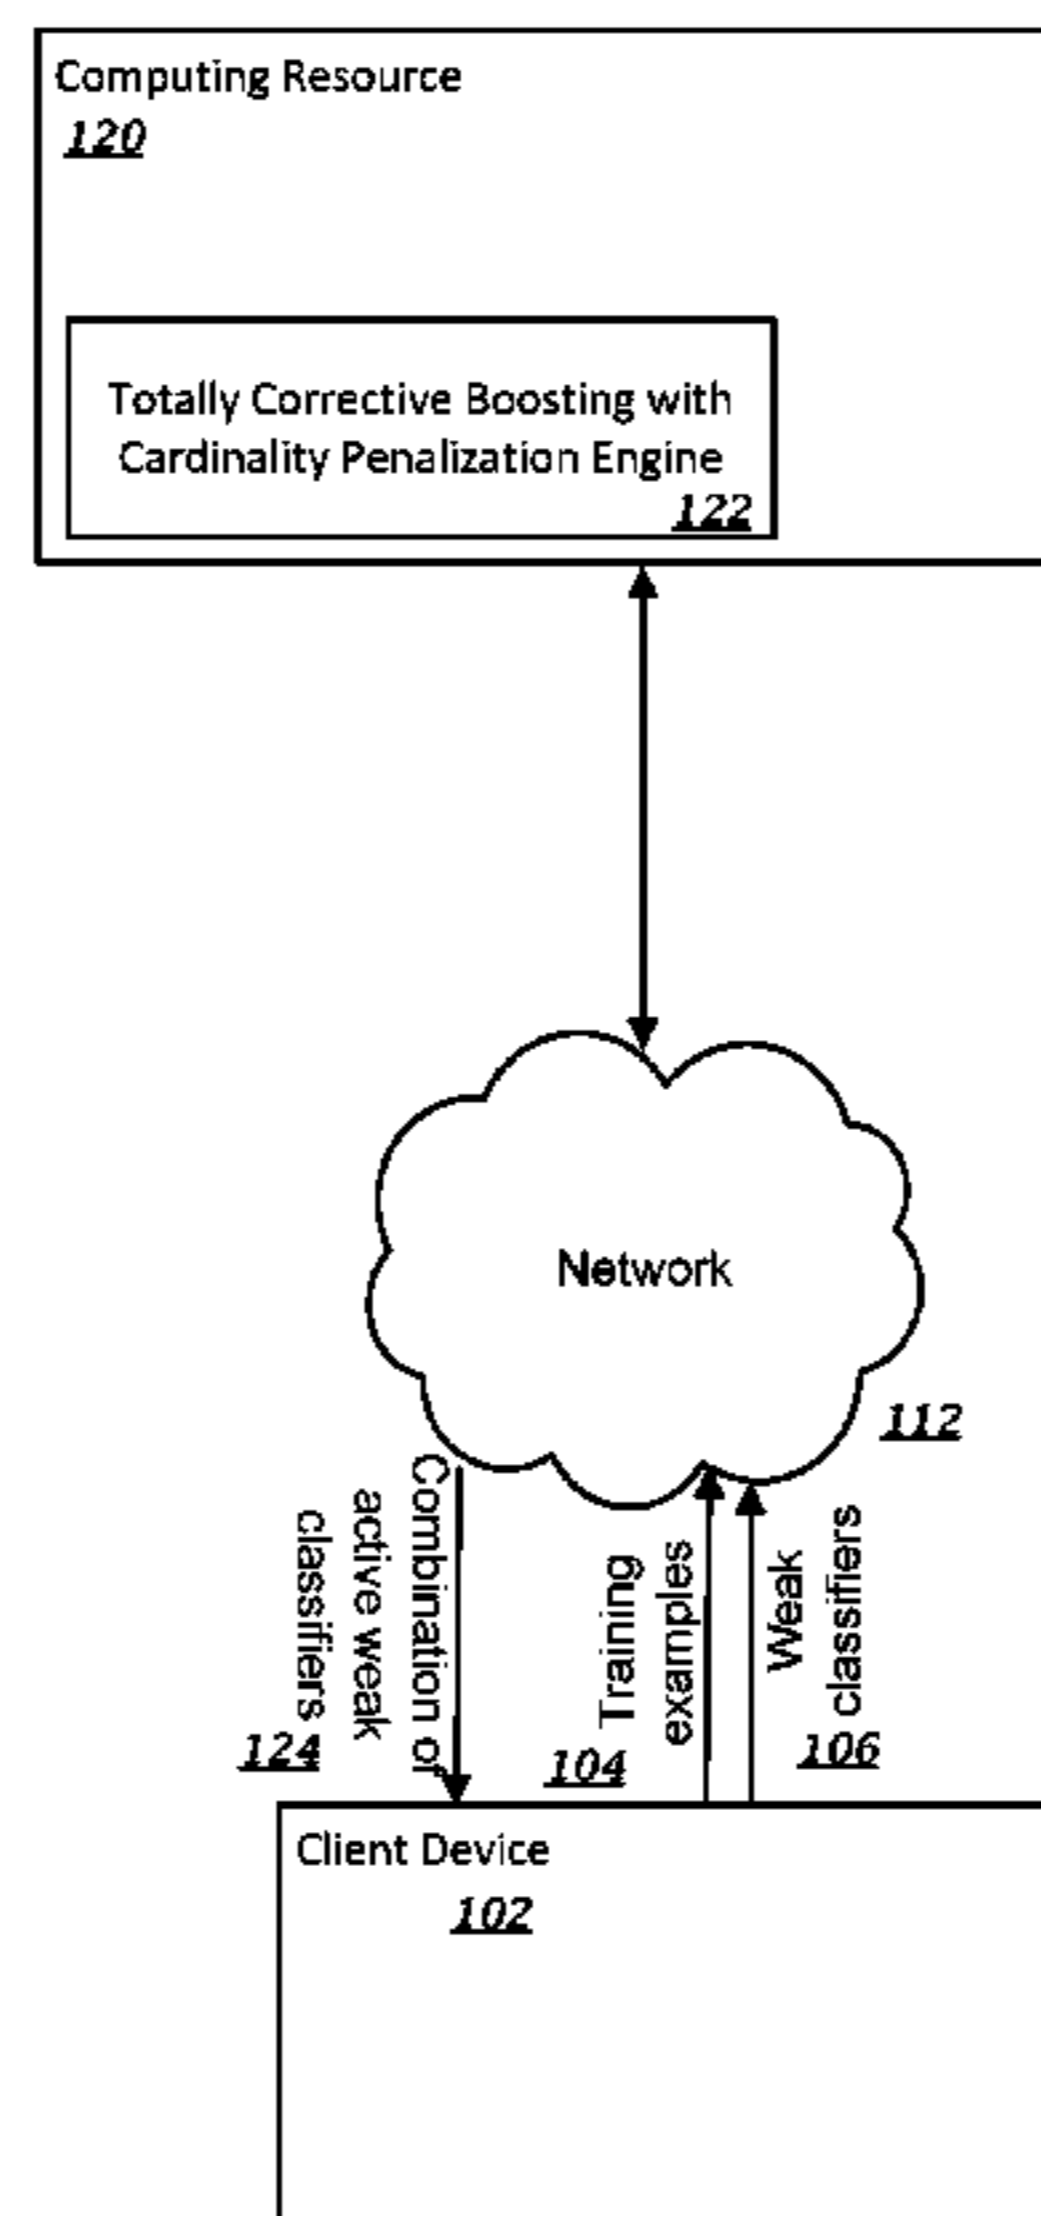 Computing Resource
120
Totally Corrective Boosting with
Cardinality Penalization Engine
122
Network
112
Combination of
active weak
classifiers
124
Training
examples
104
Weak
classifiers
106
Client Device
102